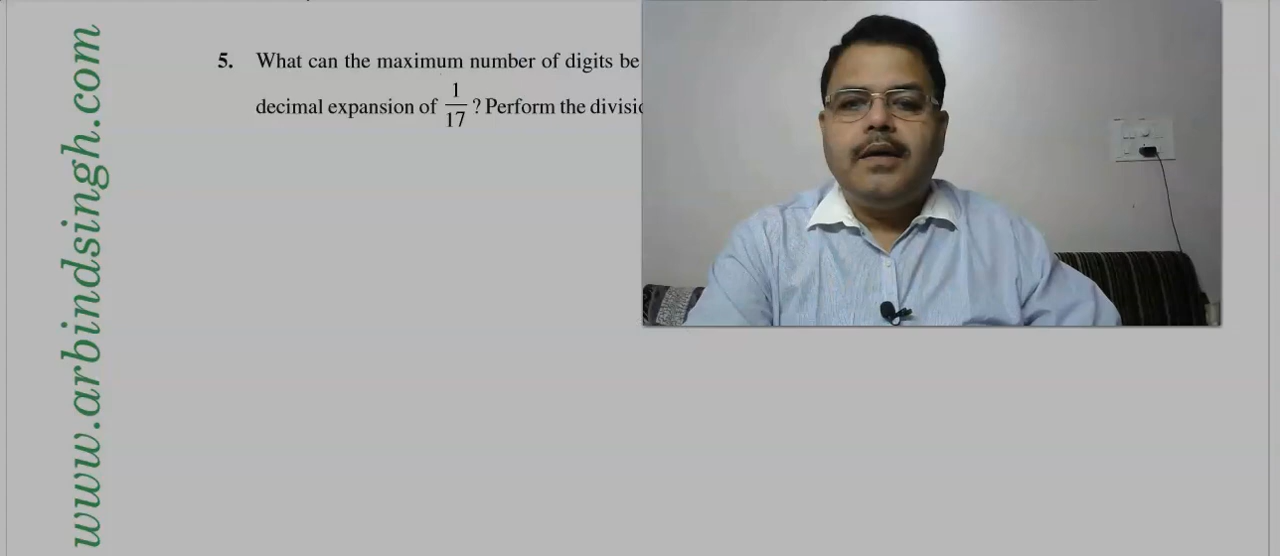 www.arbindsingh.com
5. What can the maximum number of digits be
decimal expansion of 1/17 ? Perform the